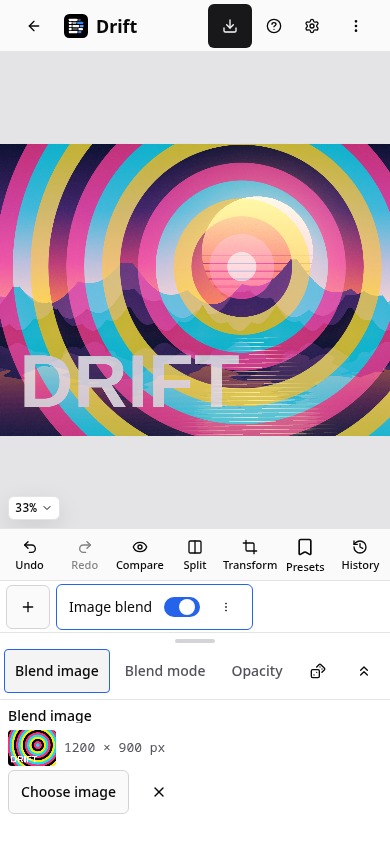 Drift
DRIFT
33%
Undo
Redo
Compare
Split
Transform
Presets
History
Image blend
Blend image
Blend mode
Opacity
Blend image
DRIFT
1200 × 900 px
Choose image